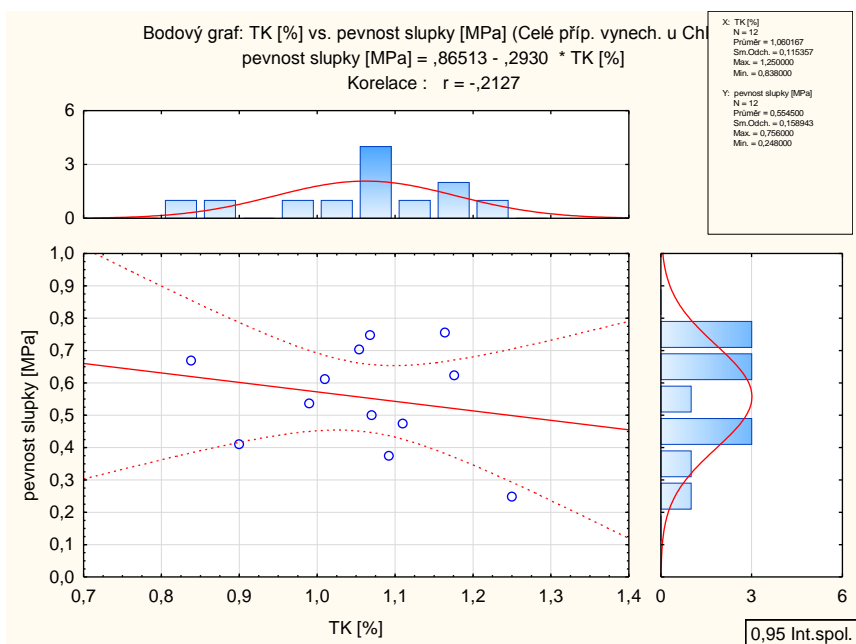 Bodový graf: TK [%] vs. pevnost slupky [MPa] (Celé příp. vynech. u Chl
pevnost slupky [MPa] = ,86513 - ,2930 * TK [%]
Korelace : r = -,2127
X: TK [%]
N = 12
Průměr = 1,060167
Sm.Odch. = 0,115357
Max. = 1,250000
Min. = 0,838000
Y: pevnost slupky [MPa]
N = 12
Průměr = 0,554500
Sm.Odch. = 0,158943
Max. = 0,756000
Min. = 0,248000
6
3
0
1,0
0,9
0,8
0,7
0,6
0,5
0,4
0,3
0,2
0,1
0,0
pevnost slupky [MPa]
0,7 0,8 0,9 1,0 1,1 1,2 1,3 1,4
TK [%]
0 3 6
0,95 Int.spol.